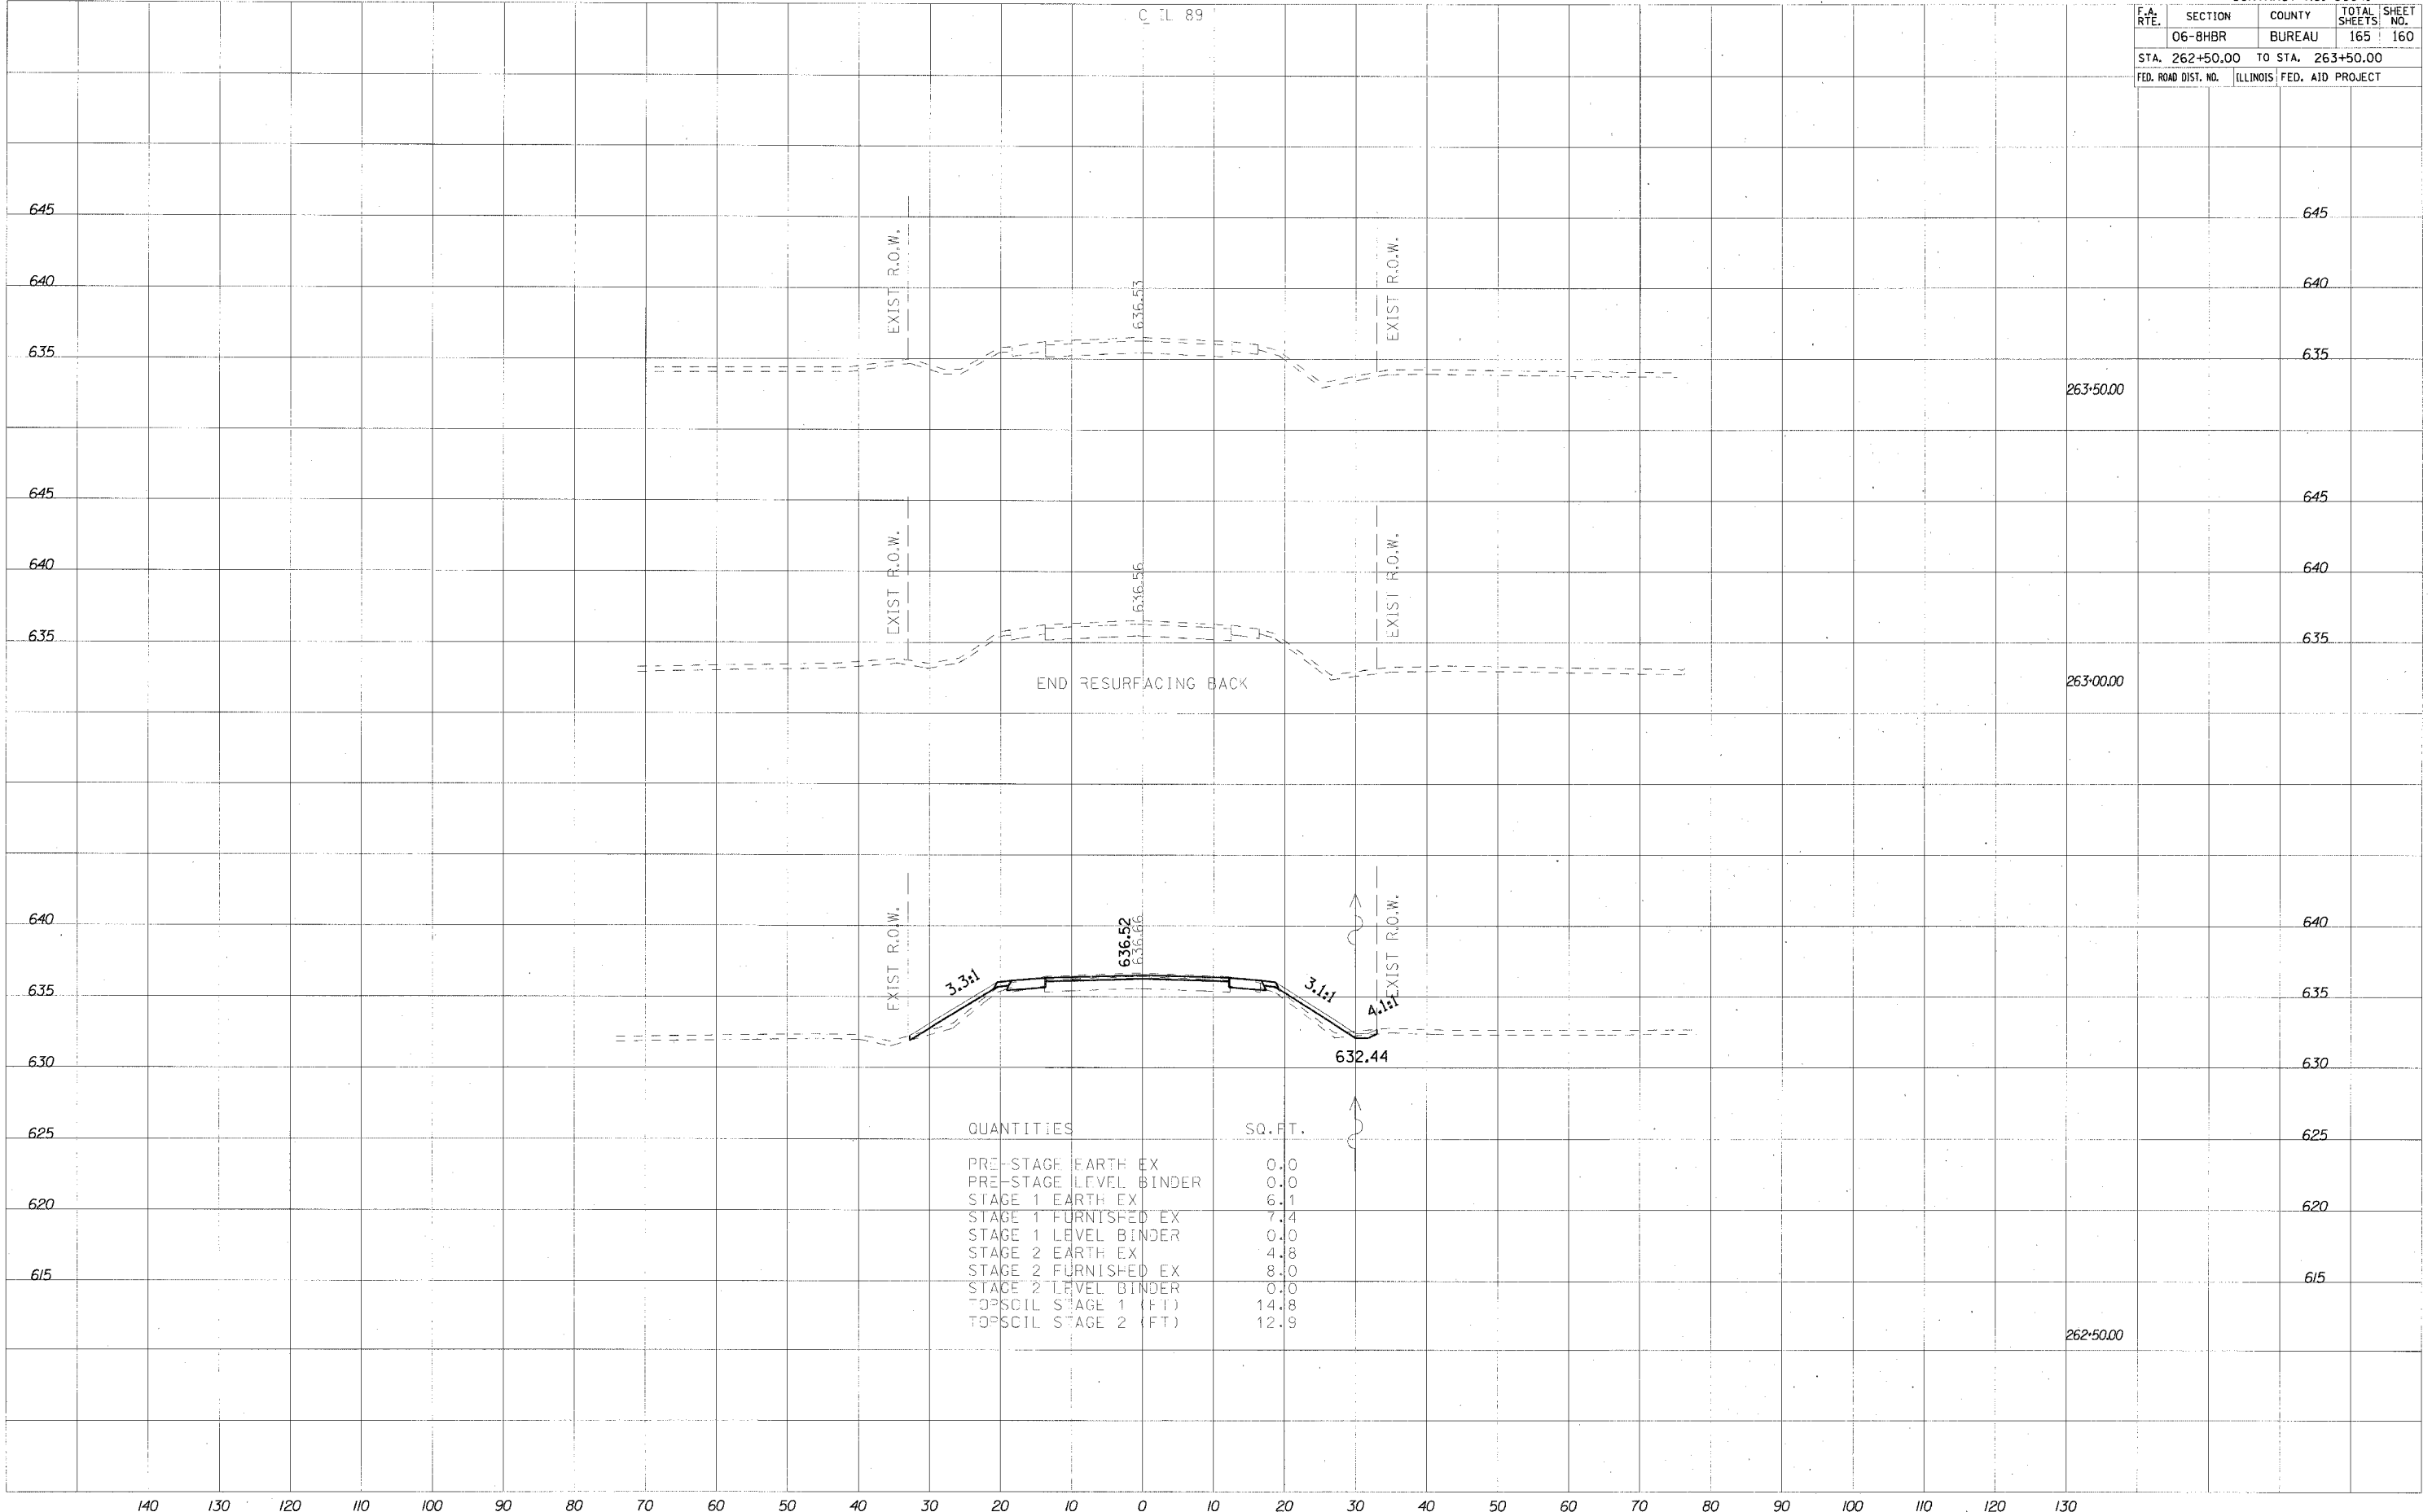 C IL 89
F.A. RTE. SECTION COUNTY TOTAL SHEETS SHEET NO.
06-8HBR BUREAU 165 160
STA. 262+50.00 TO STA. 263+50.00
FED. ROAD DIST. NO. ILLINOIS FED. AID PROJECT
645 645
EXIST R.O.W. EXIST R.O.W.
640 640
636.53
635 635
263+50.00
645 645
EXIST R.O.W. EXIST R.O.W.
640 640
636.56
635 635
END RESURFACING BACK
263+00.00
640 640
EXIST R.O.W. EXIST R.O.W.
636.52
636.66
3.3:1 3.1:1 4.1:1
635 635
632.44
630 630
625 625
QUANTITIES SQ.FT.
PRE-STAGE EARTH EX 0.0
PRE-STAGE LEVEL BINDER 0.0
STAGE 1 EARTH EX 6.1
STAGE 1 FURNISHED EX 7.4
STAGE 1 LEVEL BINDER 0.0
STAGE 2 EARTH EX 4.8
STAGE 2 FURNISHED EX 8.0
STAGE 2 LEVEL BINDER 0.0
TOPSOIL STAGE 1 (FT) 14.8
TOPSOIL STAGE 2 (FT) 12.9
620 620
615 615
262+50.00
140 130 120 110 100 90 80 70 60 50 40 30 20 10 0 10 20 30 40 50 60 70 80 90 100 110 120 130